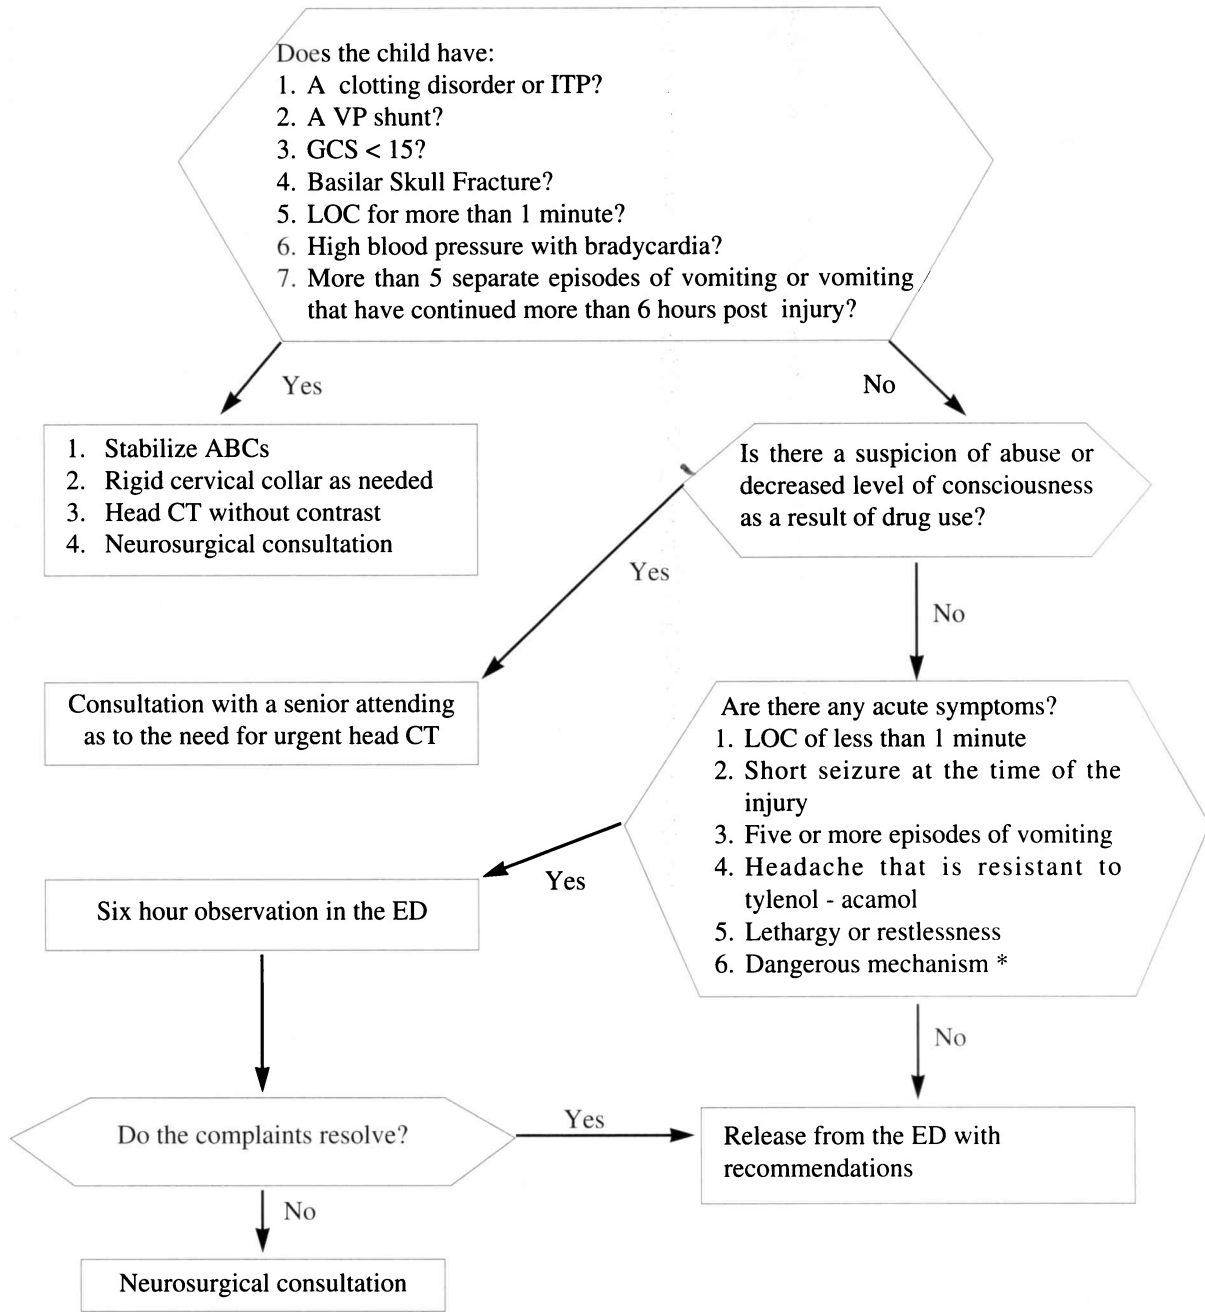 Does the child have:
1. A clotting disorder or ITP?
2. A VP shunt?
3. GCS < 15?
4. Basilar Skull Fracture?
5. LOC for more than 1 minute?
6. High blood pressure with bradycardia?
7. More than 5 separate episodes of vomiting or vomiting
that have continued more than 6 hours post injury?
Yes
No
1. Stabilize ABCs
2. Rigid cervical collar as needed
3. Head CT without contrast
4. Neurosurgical consultation
Is there a suspicion of abuse or
decreased level of consciousness
as a result of drug use?
Yes
No
Consultation with a senior attending
as to the need for urgent head CT
Are there any acute symptoms?
1. LOC of less than 1 minute
2. Short seizure at the time of the
injury
3. Five or more episodes of vomiting
4. Headache that is resistant to
tylenol - acamol
5. Lethargy or restlessness
6. Dangerous mechanism *
Yes
Six hour observation in the ED
No
Do the complaints resolve?
Yes
Release from the ED with
recommendations
No
Neurosurgical consultation